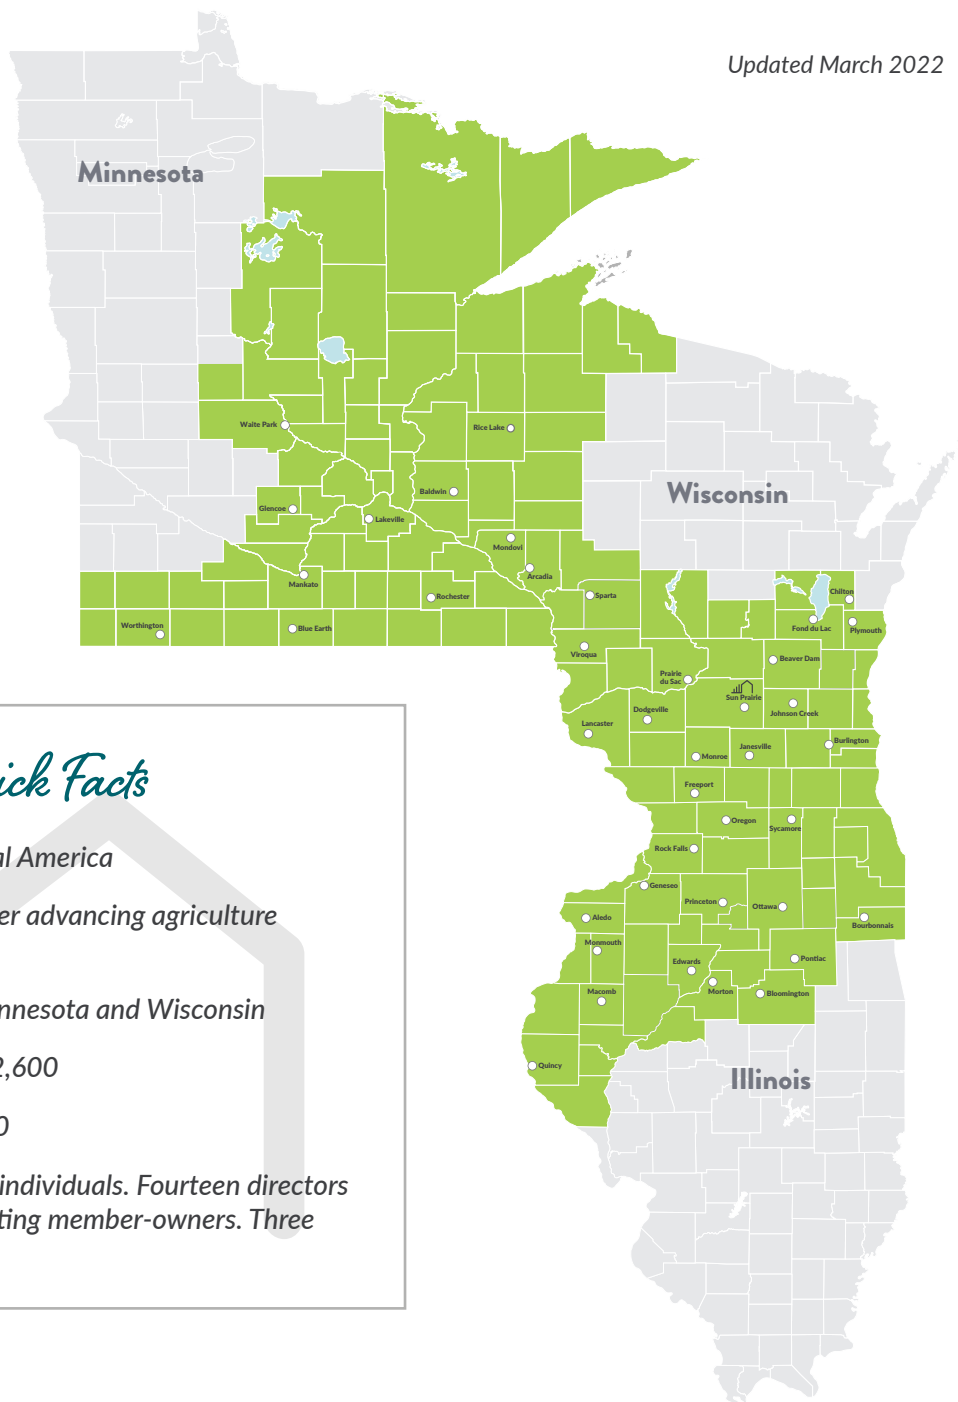 Updated March 2022
Minnesota
Waite Park
Rice Lake
Wisconsin
Baldwin
Glencoe
Lakeville
Mondovi
Arcadia
Mankato
Rochester
Sparta
Chilton
Worthington
Blue Earth
Fond du Lac
Plymouth
Viroqua
Beaver Dam
Prairie
du Sac
Sun Prairie
Dodgeville
Johnson Creek
Lancaster
Janesville
Burlington
Monroe
Freeport
Oregon
Sycamore
Rock Falls
Geneseo
Princeton
Ottawa
Aledo
Bourbonnais
Monmouth
Edwards
Pontiac
Macomb
Morton
Bloomington
Quincy
Illinois
ick Facts
al America
er advancing agriculture
nnesota and Wisconsin
2,600
0
individuals. Fourteen directors
ting member-owners. Three